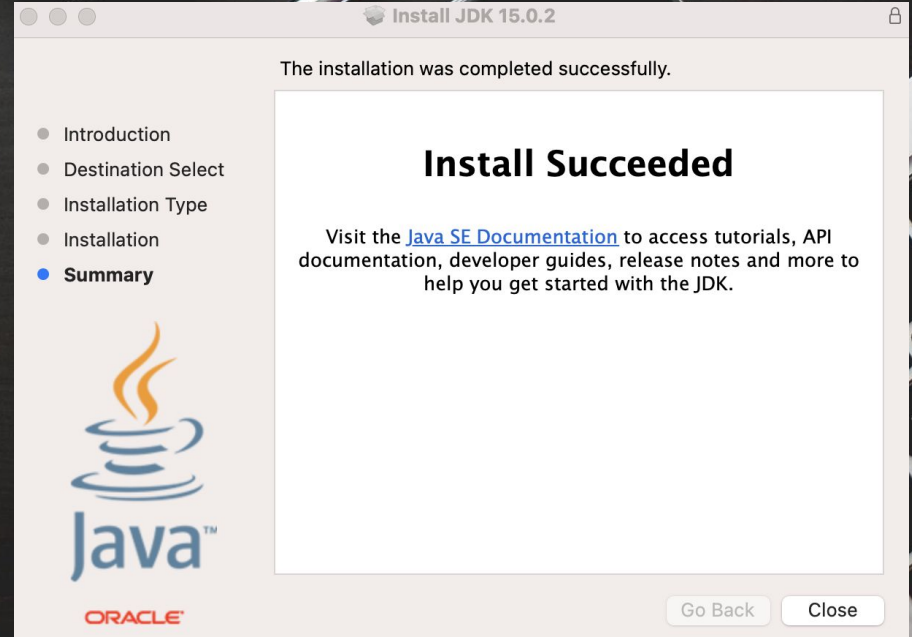 Install JDK 15.0.2
The installation was completed successfully.
Introduction
Destination Select
Installation Type
Installation
Summary
Install Succeeded
Visit the Java SE Documentation to access tutorials, API
documentation, developer guides, release notes and more to
help you get started with the JDK.
Java™
ORACLE®
Go Back
Close